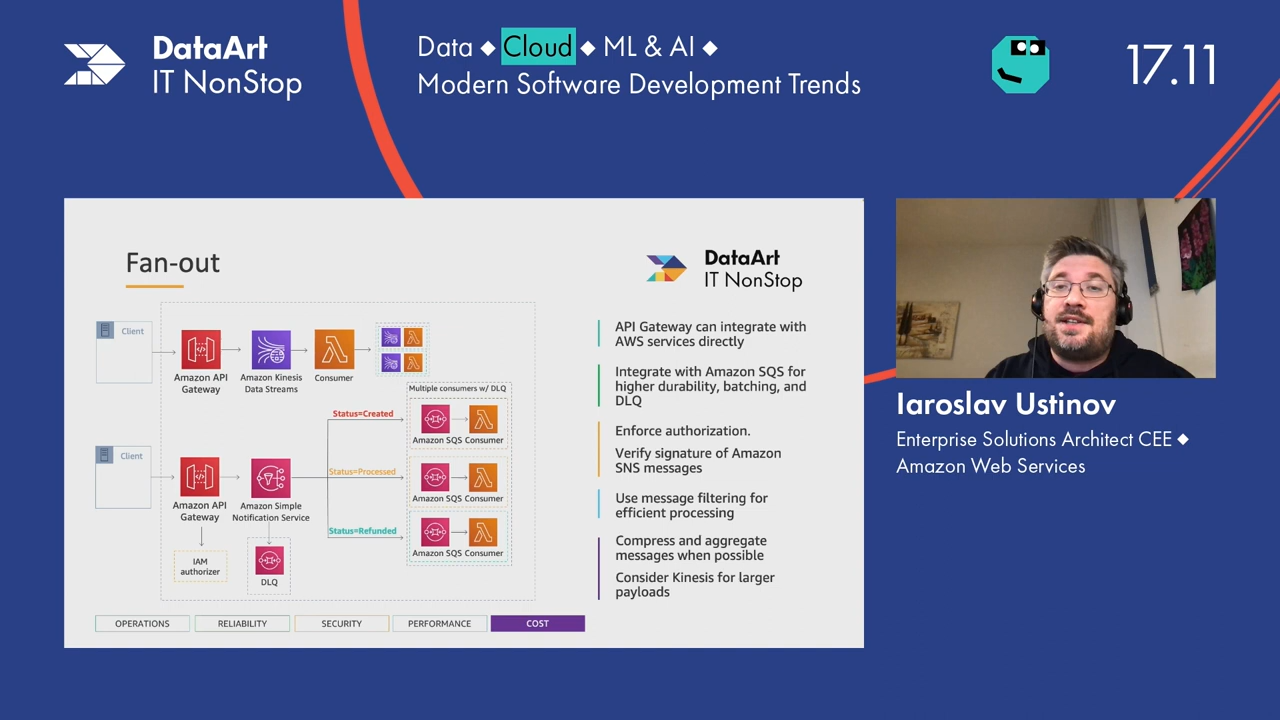 DataArt
IT NonStop
Data ◆ Cloud ◆ ML & AI ◆
Modern Software Development Trends
17.11
Fan-out
DataArt
IT NonStop
Client
Amazon API
Gateway
Amazon Kinesis
Data Streams
Consumer
Multiple consumers w/ DLQ
Status=Created
Amazon SQS Consumer
Client
Status=Processed
Amazon API
Gateway
Amazon Simple
Notification Service
Amazon SQS Consumer
Status=Refunded
Amazon SQS Consumer
IAM
authorizer
DLQ
API Gateway can integrate with
AWS services directly
Integrate with Amazon SQS for
higher durability, batching, and
DLQ
Enforce authorization.
Verify signature of Amazon
SNS messages
Use message filtering for
efficient processing
Compress and aggregate
messages when possible
Consider Kinesis for larger
payloads
OPERATIONS
RELIABILITY
SECURITY
PERFORMANCE
COST
Iaroslav Ustinov
Enterprise Solutions Architect CEE ◆
Amazon Web Services